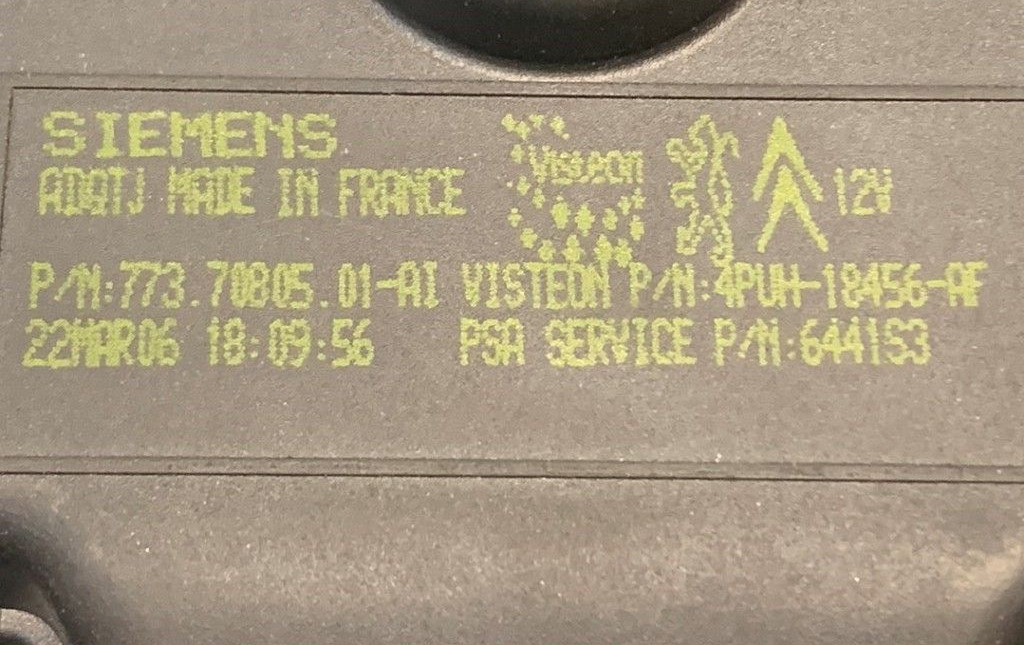 SIEMENS
Visteon
ADATJ MADE IN FRANCE
12V
P/N:773.70805.01-AI VISTEON P/N:4PUH-18456-AF
22MAR06 18:09:56 PSA SERVICE P/N:6441S3